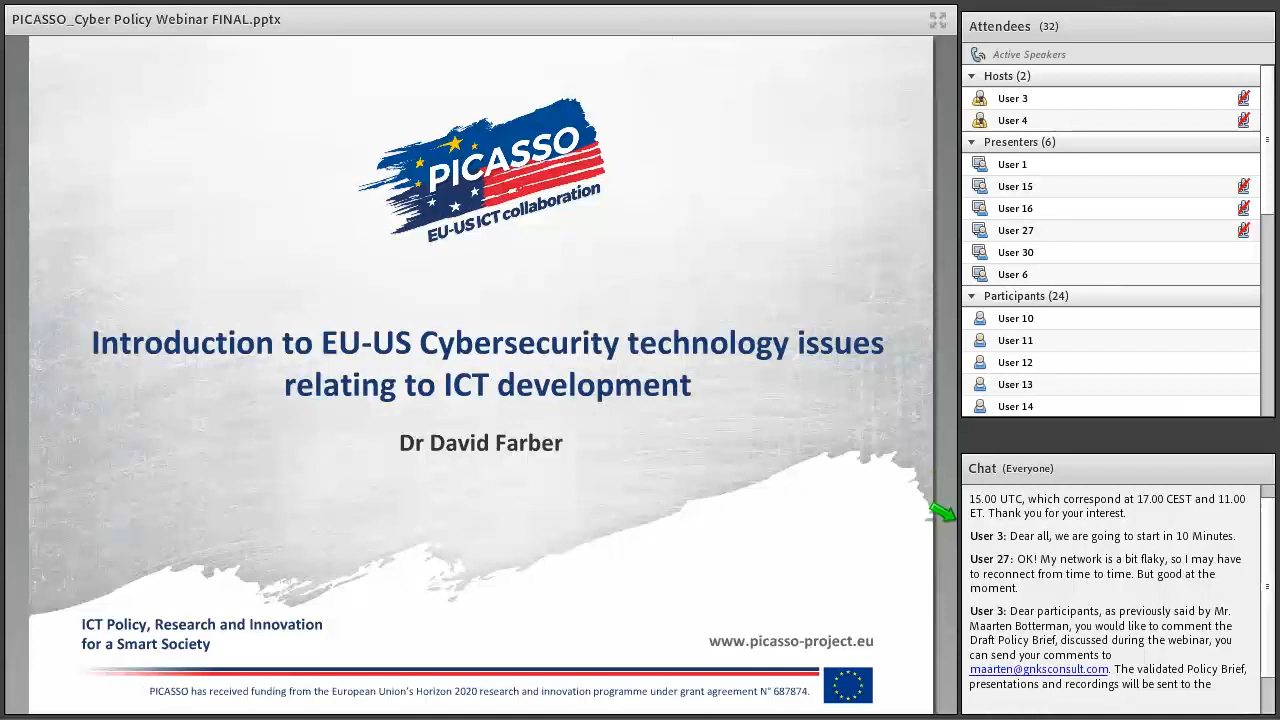 PICASSO_Cyber Policy Webinar FINAL.pptx
PICASSO
EU-US ICT collaboration
Introduction to EU-US Cybersecurity technology issues
relating to ICT development
Dr David Farber
ICT Policy, Research and Innovation
for a Smart Society
www.picasso-project.eu
PICASSO has received funding from the European Union's Horizon 2020 research and innovation programme under grant agreement N° 687874.
Attendees (32)
Active Speakers
Hosts (2)
User 3
User 4
Presenters (6)
User 1
User 15
User 16
User 27
User 30
User 6
Participants (24)
User 10
User 11
User 12
User 13
User 14
Chat (Everyone)
15.00 UTC, which correspond at 17.00 CEST and 11.00
ET. Thank you for your interest.
User 3: Dear all, we are going to start in 10 Minutes.
User 27: OK! My network is a bit flaky, so I may have
to reconnect from time to time. But good at the
moment.
User 3: Dear participants, as previously said by Mr.
Maarten Botterman, you would like to comment the
Draft Policy Brief, discussed during the webinar, you
can send your comments to
maarten@gnksconsult.com. The validated Policy Brief,
presentations and recordings will be sent to the